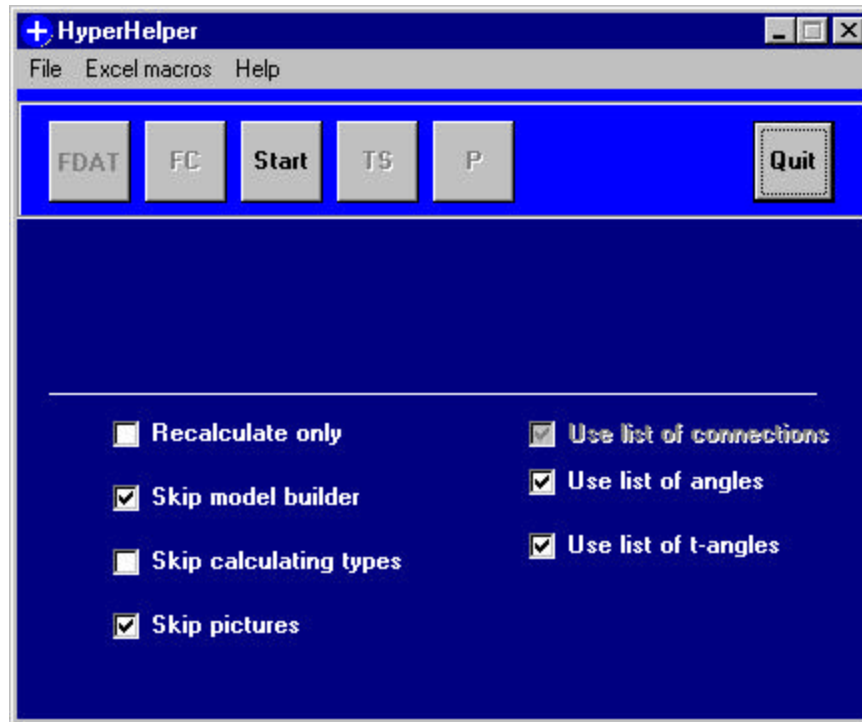 HyperHelper
File Excel macros Help
FDAT FC Start TS P Quit
Recalculate only
Use list of connections
Skip model builder
Use list of angles
Skip calculating types
Use list of t-angles
Skip pictures